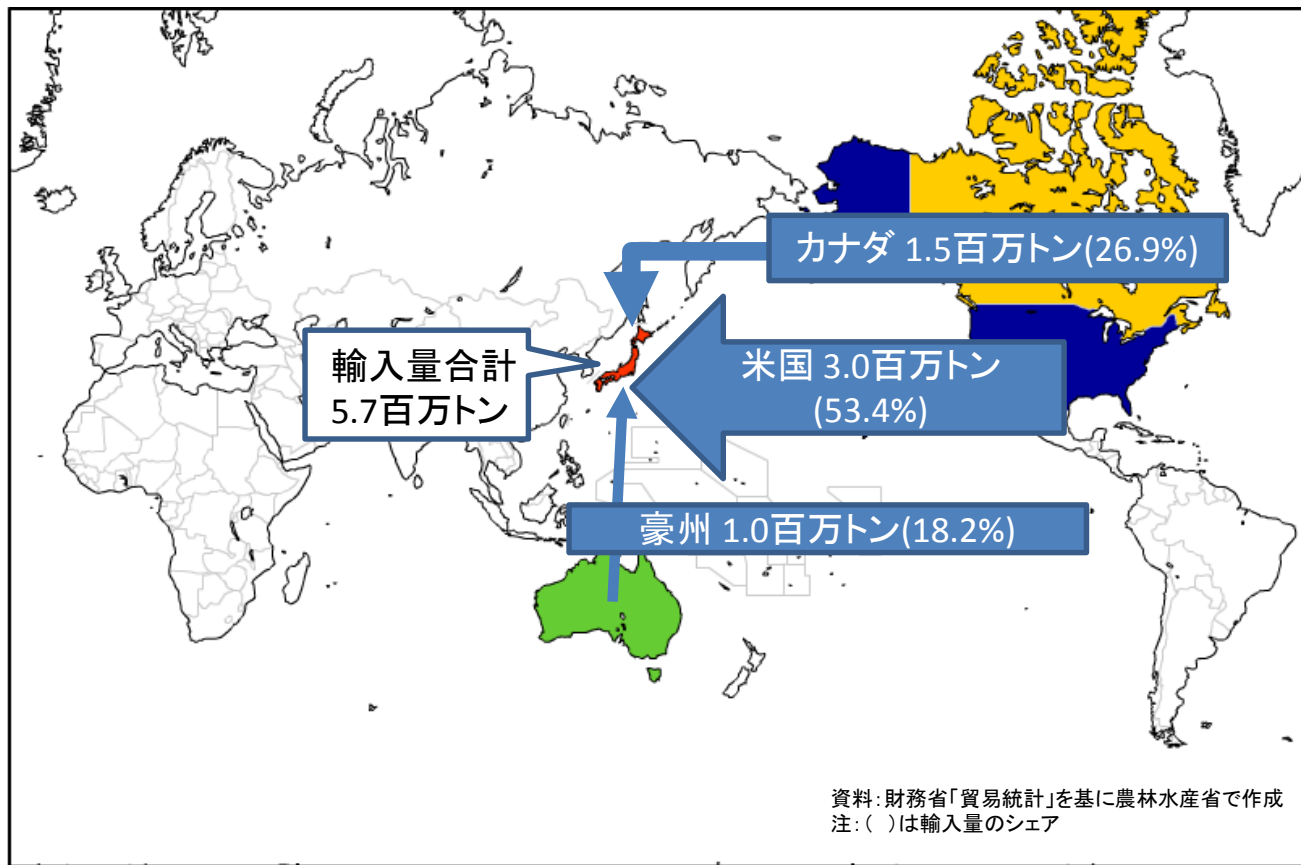 カナダ 1.5百万トン(26.9%)
輸入量合計
5.7百万トン
米国 3.0百万トン
(53.4%)
豪州 1.0百万トン(18.2%)
資料:財務省「貿易統計」を基に農林水産省で作成
注:( )は輸入量のシェア